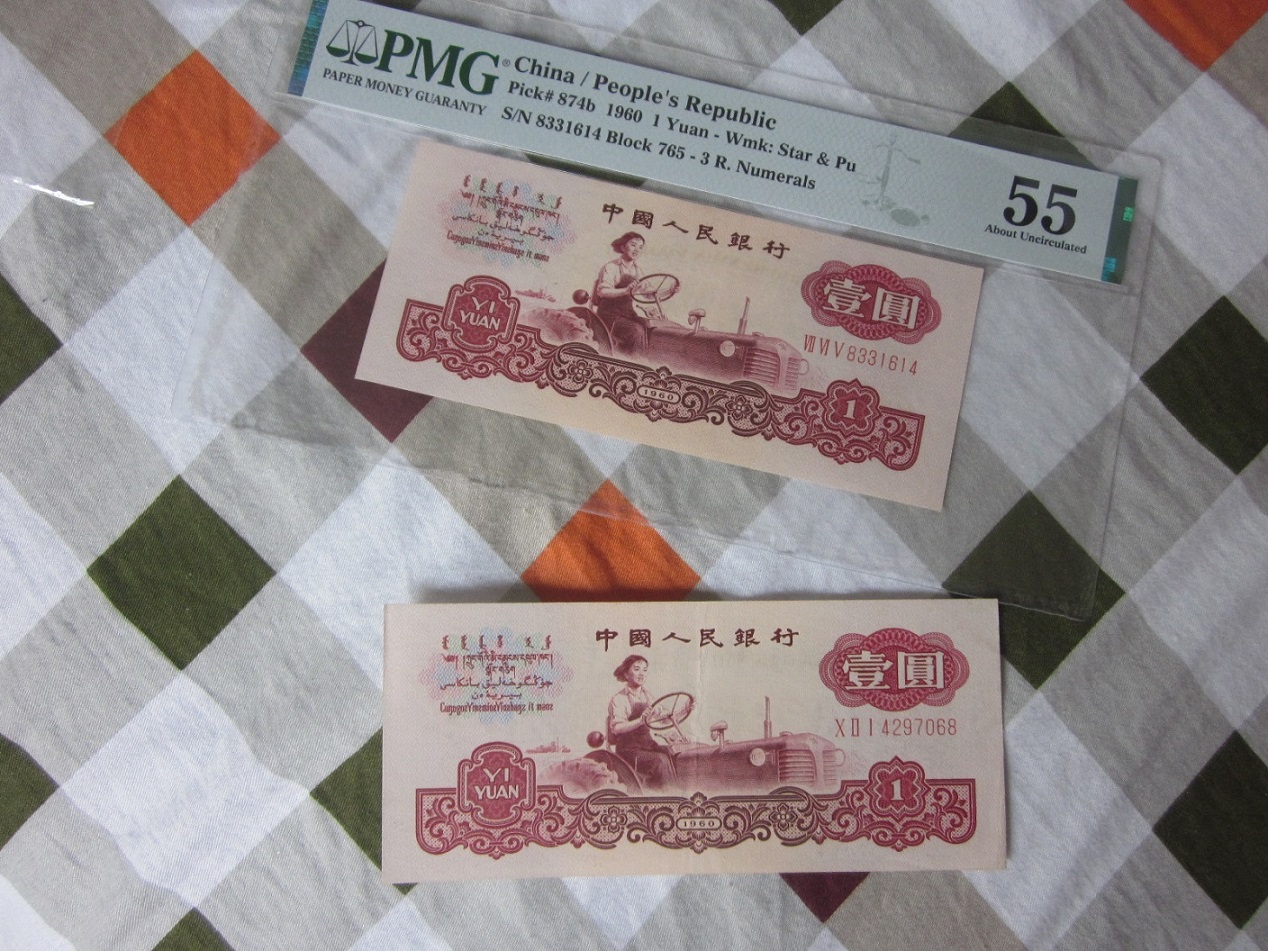 PMG®
PAPER MONEY GUARANTY
China / People's Republic
Pick# 874b 1960 1 Yuan - Wmk: Star & Pu
S/N 8331614 Block 765 - 3 R. Numerals
55
About Uncirculated
中國人民銀行
YI
YUAN
壹圓
Ⅶ Ⅵ Ⅴ 8331614
1960
1
中國人民銀行
YI
YUAN
壹圓
Ⅹ Ⅱ Ⅰ 4297068
1960
1